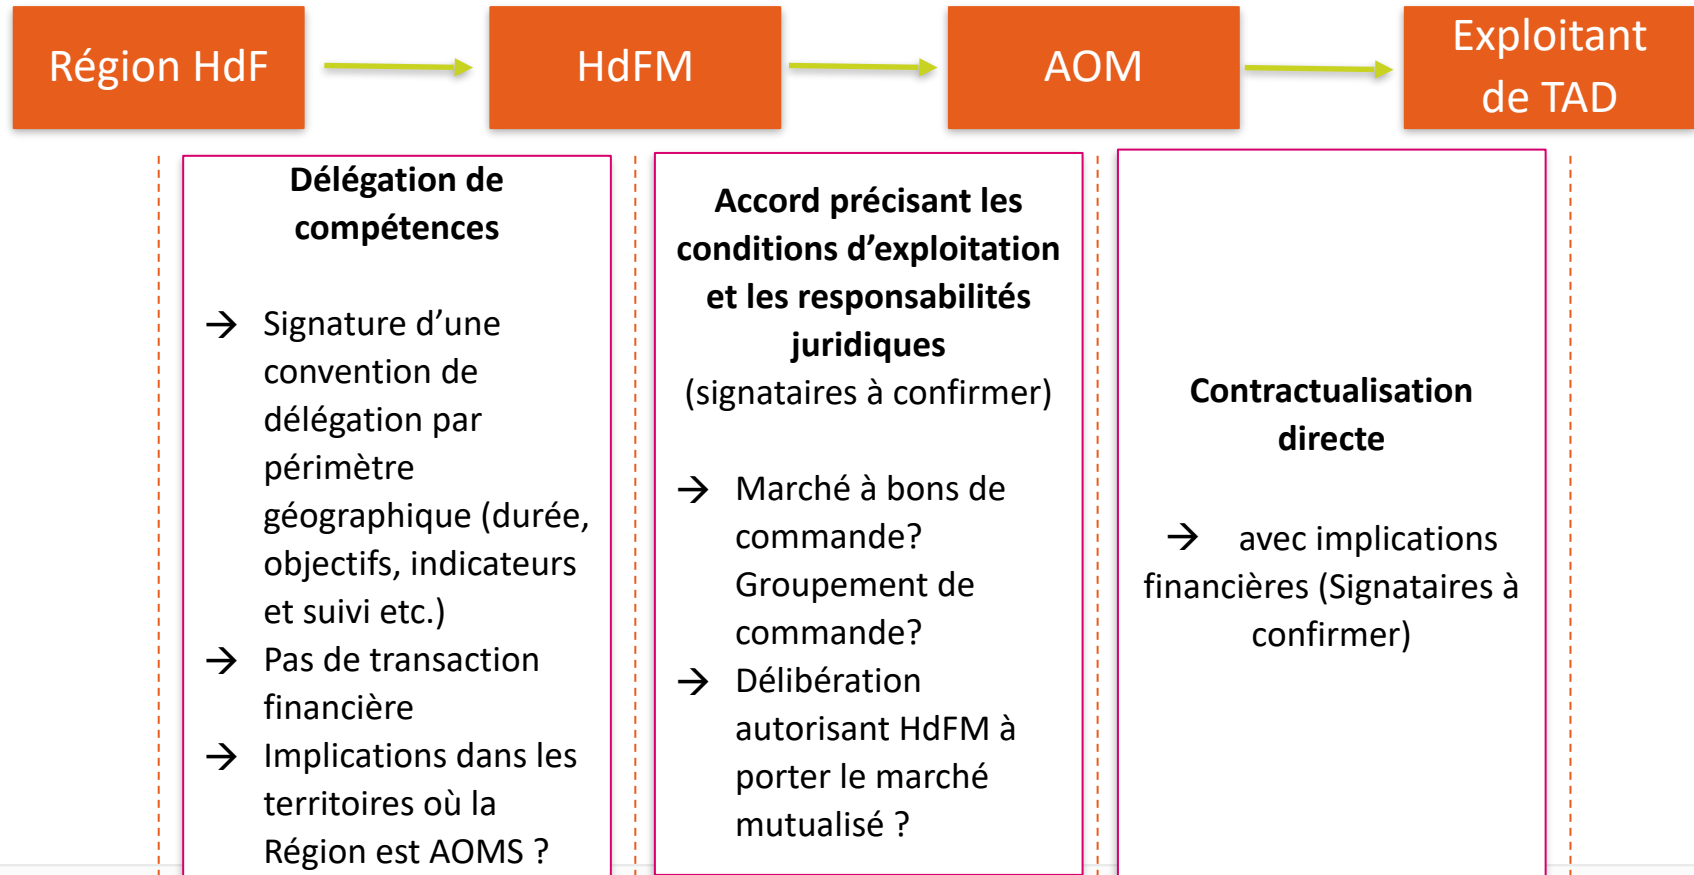 Région HdF
HdFM
AOM
Exploitant
de TAD
Délégation de
compétences
→ Signature d’une
convention de
délégation par
périmètre
géographique (durée,
objectifs, indicateurs
et suivi etc.)
→ Pas de transaction
financière
→ Implications dans les
territoires où la
Région est AOMS ?
Accord précisant les
conditions d’exploitation
et les responsabilités
juridiques
(signataires à confirmer)
→ Marché à bons de
commande?
Groupement de
commande?
→ Délibération
autorisant HdFM à
porter le marché
mutualisé ?
Contractualisation
directe
→ avec implications
financières (Signataires à
confirmer)